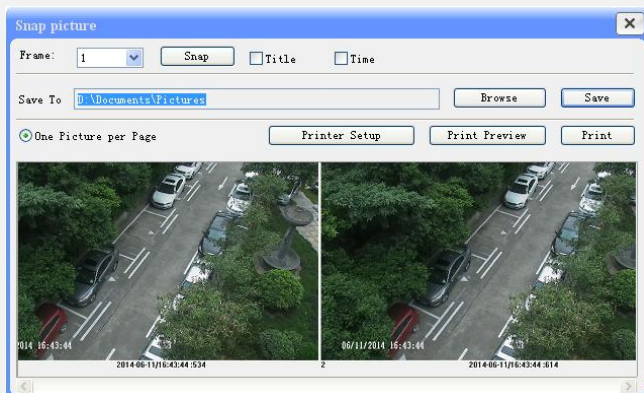 Snap picture
Frame: 1 Snap Title Time
Save To D:\Documents\Pictures Browse Save
One Picture per Page Printer Setup Print Preview Print
2014 16:43:44 06/11/2014 16:43:44
2014-06-11/16:43:44 :534 2 2014-06-11/16:43:44 :614